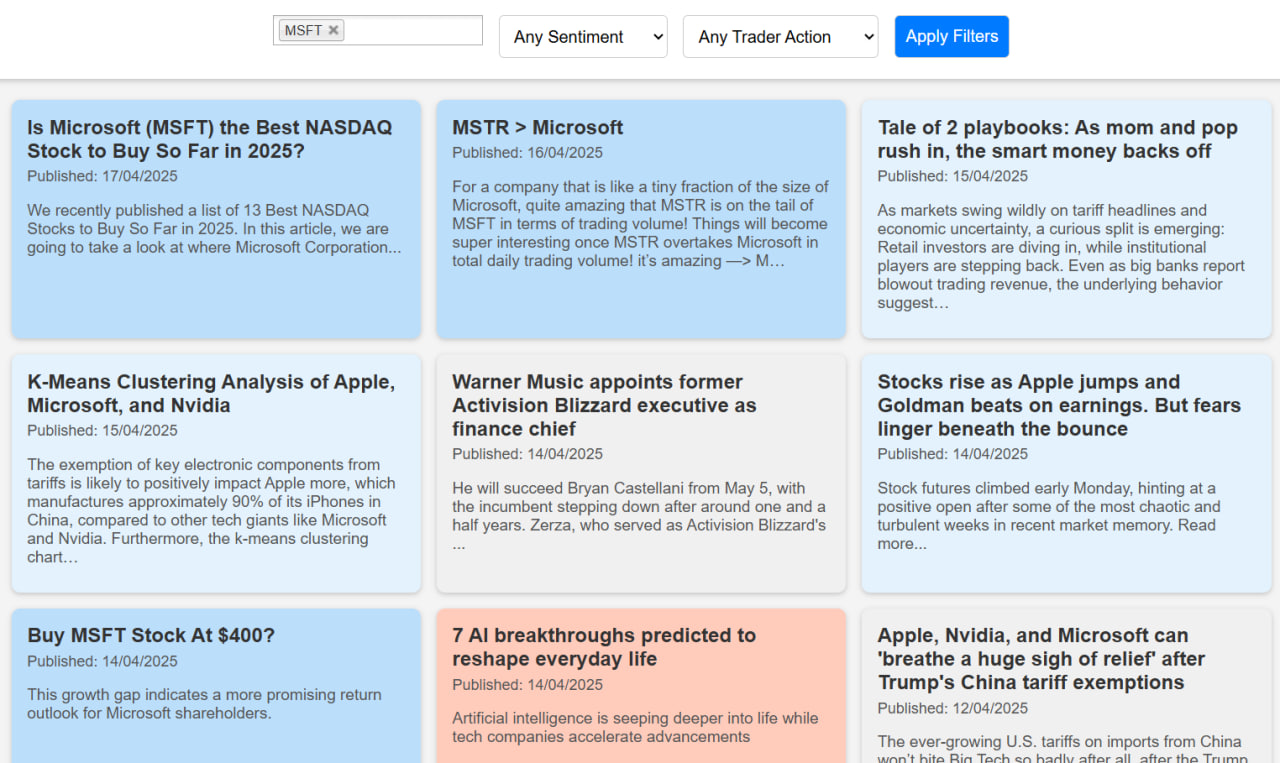 MSFT
Any Sentiment
Any Trader Action
Apply Filters
Is Microsoft (MSFT) the Best NASDAQ
Stock to Buy So Far in 2025?
Published: 17/04/2025
We recently published a list of 13 Best NASDAQ
Stocks to Buy So Far in 2025. In this article, we are
going to take a look at where Microsoft Corporation...
MSTR > Microsoft
Published: 16/04/2025
For a company that is like a tiny fraction of the size of
Microsoft, quite amazing that MSTR is on the tail of
MSFT in terms of trading volume! Things will become
super interesting once MSTR overtakes Microsoft in
total daily trading volume! it’s amazing —> M…
Tale of 2 playbooks: As mom and pop
rush in, the smart money backs off
Published: 15/04/2025
As markets swing wildly on tariff headlines and
economic uncertainty, a curious split is emerging:
Retail investors are diving in, while institutional
players are stepping back. Even as big banks report
blowout trading revenue, the underlying behavior
suggest…
K-Means Clustering Analysis of Apple,
Microsoft, and Nvidia
Published: 15/04/2025
The exemption of key electronic components from
tariffs is likely to positively impact Apple more, which
manufactures approximately 90% of its iPhones in
China, compared to other tech giants like Microsoft
and Nvidia. Furthermore, the k-means clustering
chart…
Warner Music appoints former
Activision Blizzard executive as
finance chief
Published: 14/04/2025
He will succeed Bryan Castellani from May 5, with
the incumbent stepping down after around one and a
half years. Zerza, who served as Activision Blizzard's
...
Stocks rise as Apple jumps and
Goldman beats on earnings. But fears
linger beneath the bounce
Published: 14/04/2025
Stock futures climbed early Monday, hinting at a
positive open after some of the most chaotic and
turbulent weeks in recent market memory. Read
more...
Buy MSFT Stock At $400?
Published: 14/04/2025
This growth gap indicates a more promising return
outlook for Microsoft shareholders.
7 AI breakthroughs predicted to
reshape everyday life
Published: 14/04/2025
Artificial intelligence is seeping deeper into life while
tech companies accelerate advancements
Apple, Nvidia, and Microsoft can
'breathe a huge sigh of relief' after
Trump's China tariff exemptions
Published: 12/04/2025
The ever-growing U.S. tariffs on imports from China
won’t bite Big Tech so badly after all, after the Trump